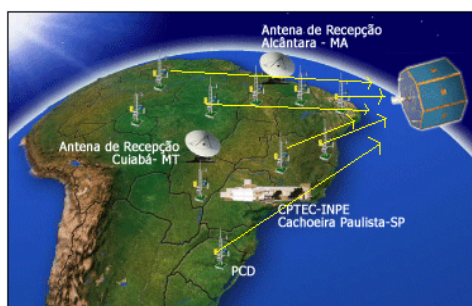 Antena de Recepção
Alcântara - MA
Antena de Recepção
Cuiabá- MT
CPTEC-INPE
Cachoeira Paulista-SP
PCD